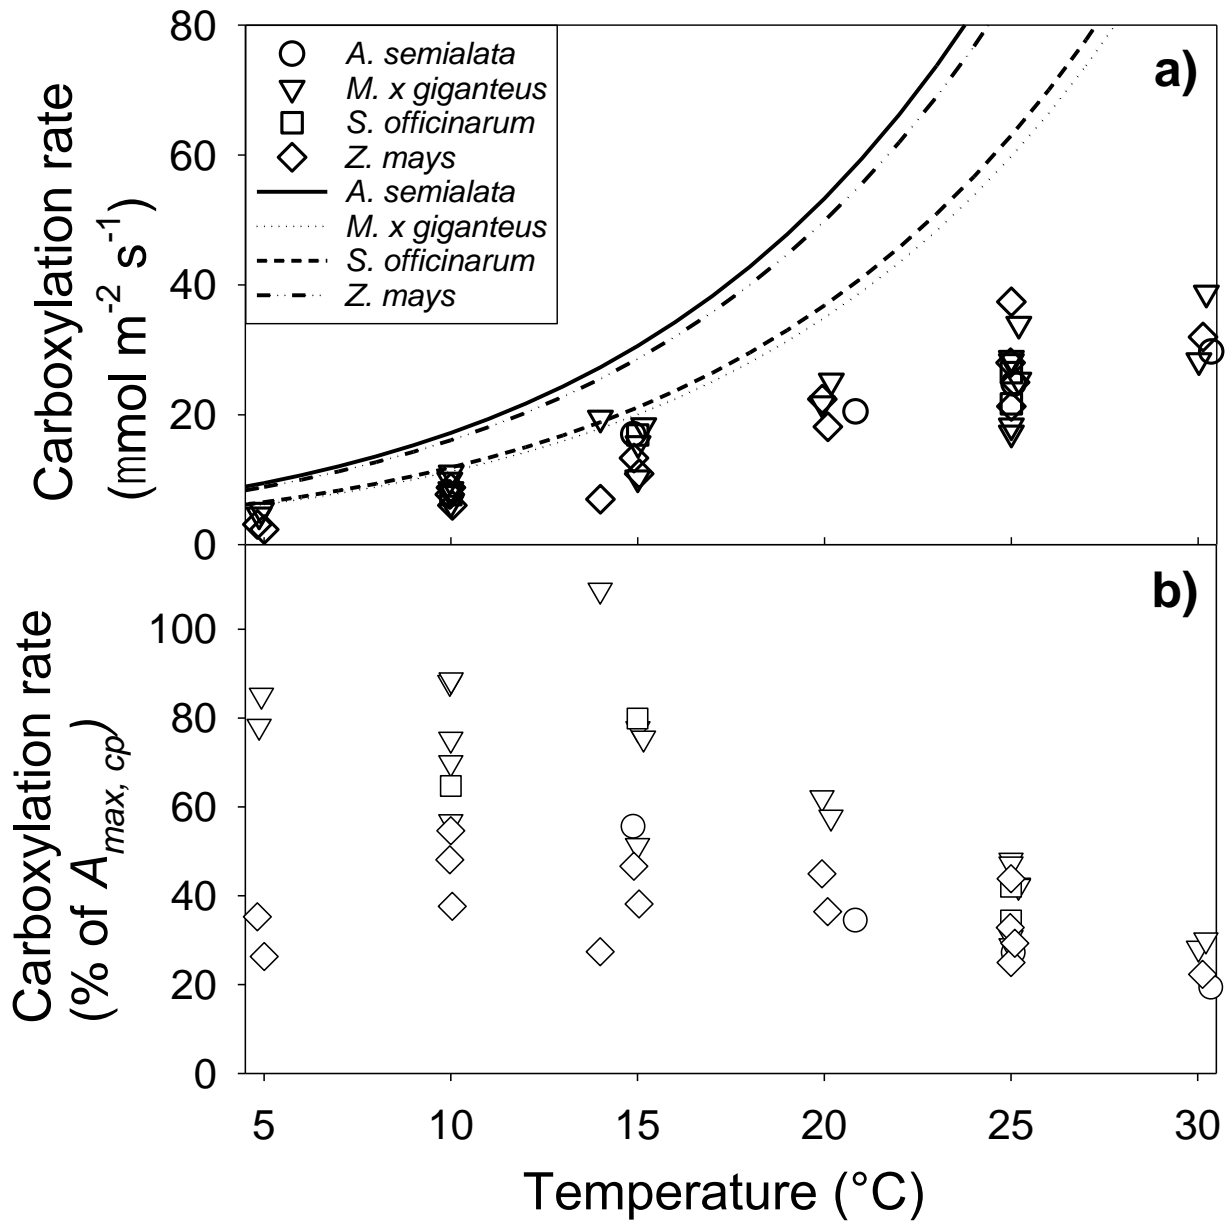 80
60
40
20
0
Carboxylation rate
(mmol m-2 s-1)
A. semialata
M. x giganteus
S. officinarum
Z. mays
A. semialata
M. x giganteus
S. officinarum
Z. mays
a)
100
80
60
40
20
0
Carboxylation rate
(% of Amax, cp)
b)
5 10 15 20 25 30
Temperature (°C)